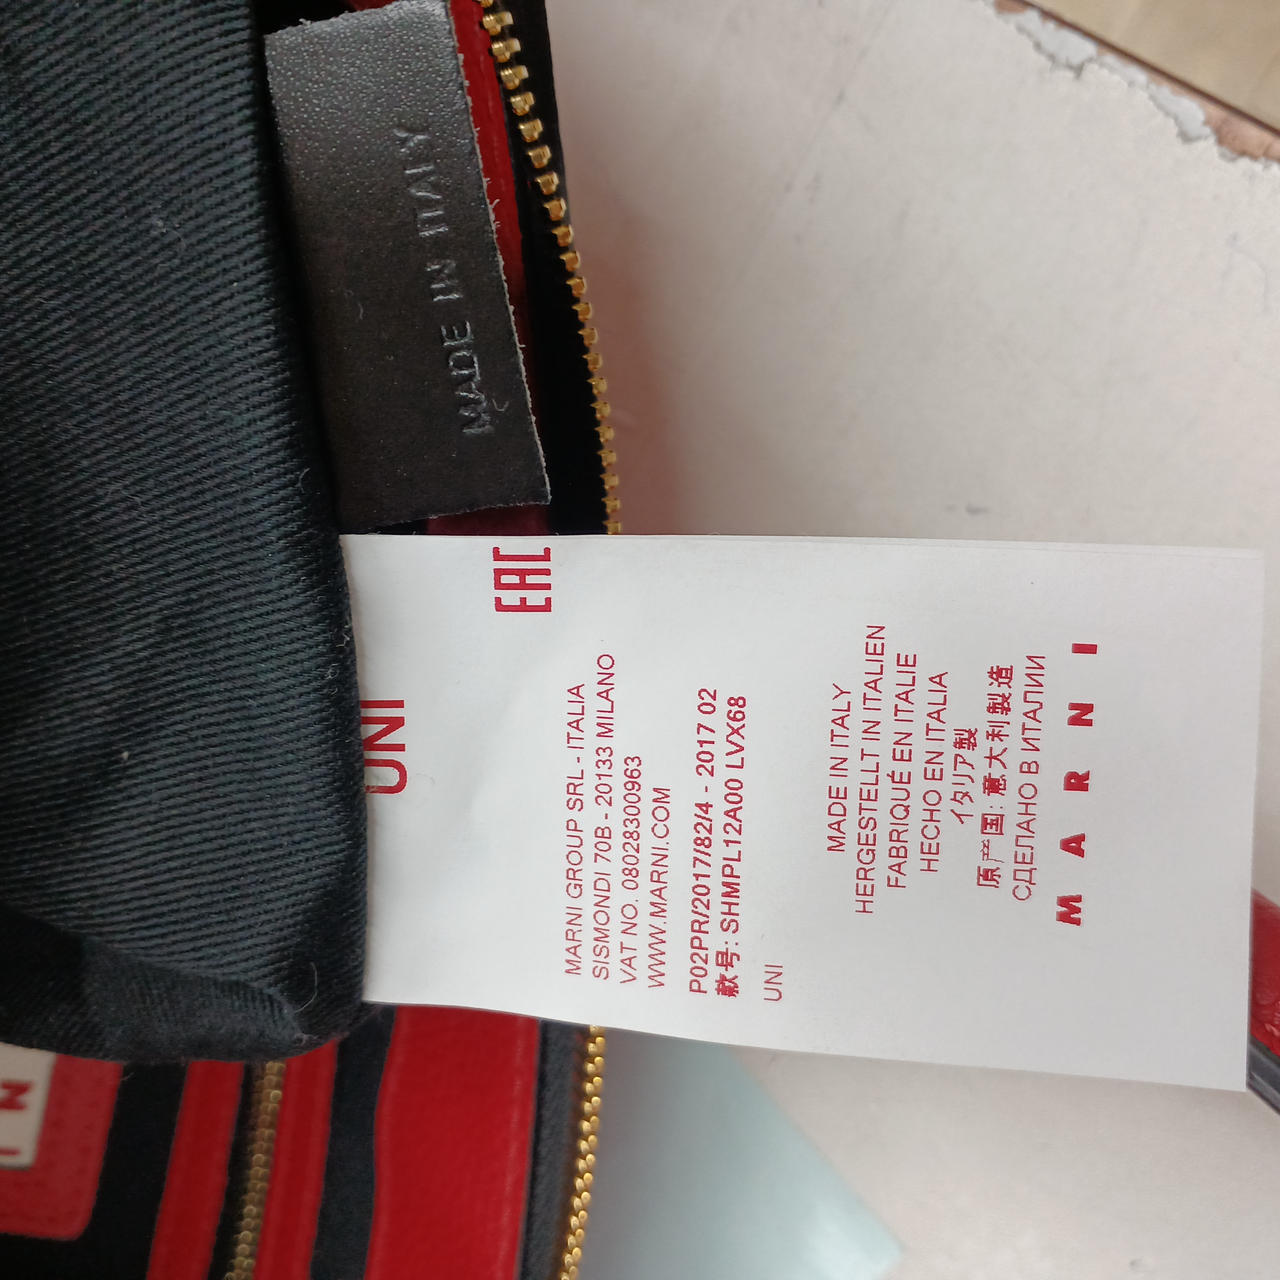 MADE IN ITALY
UNI
EAC
MARNI GROUP SRL - ITALIA
SISMONDI 70B - 20133 MILANO
VAT NO. 08028300963
WWW.MARNI.COM
P02PR/2017/82/4 - 2017 02
款号: SHMPL12A00 LVX68
UNI
MADE IN ITALY
HERGESTELLT IN ITALIEN
FABRIQUÉ EN ITALIE
HECHO EN ITALIA
イタリア製
原产国: 意大利製造
СДЕЛАНО В ИТАЛИИ
MARNI
N I